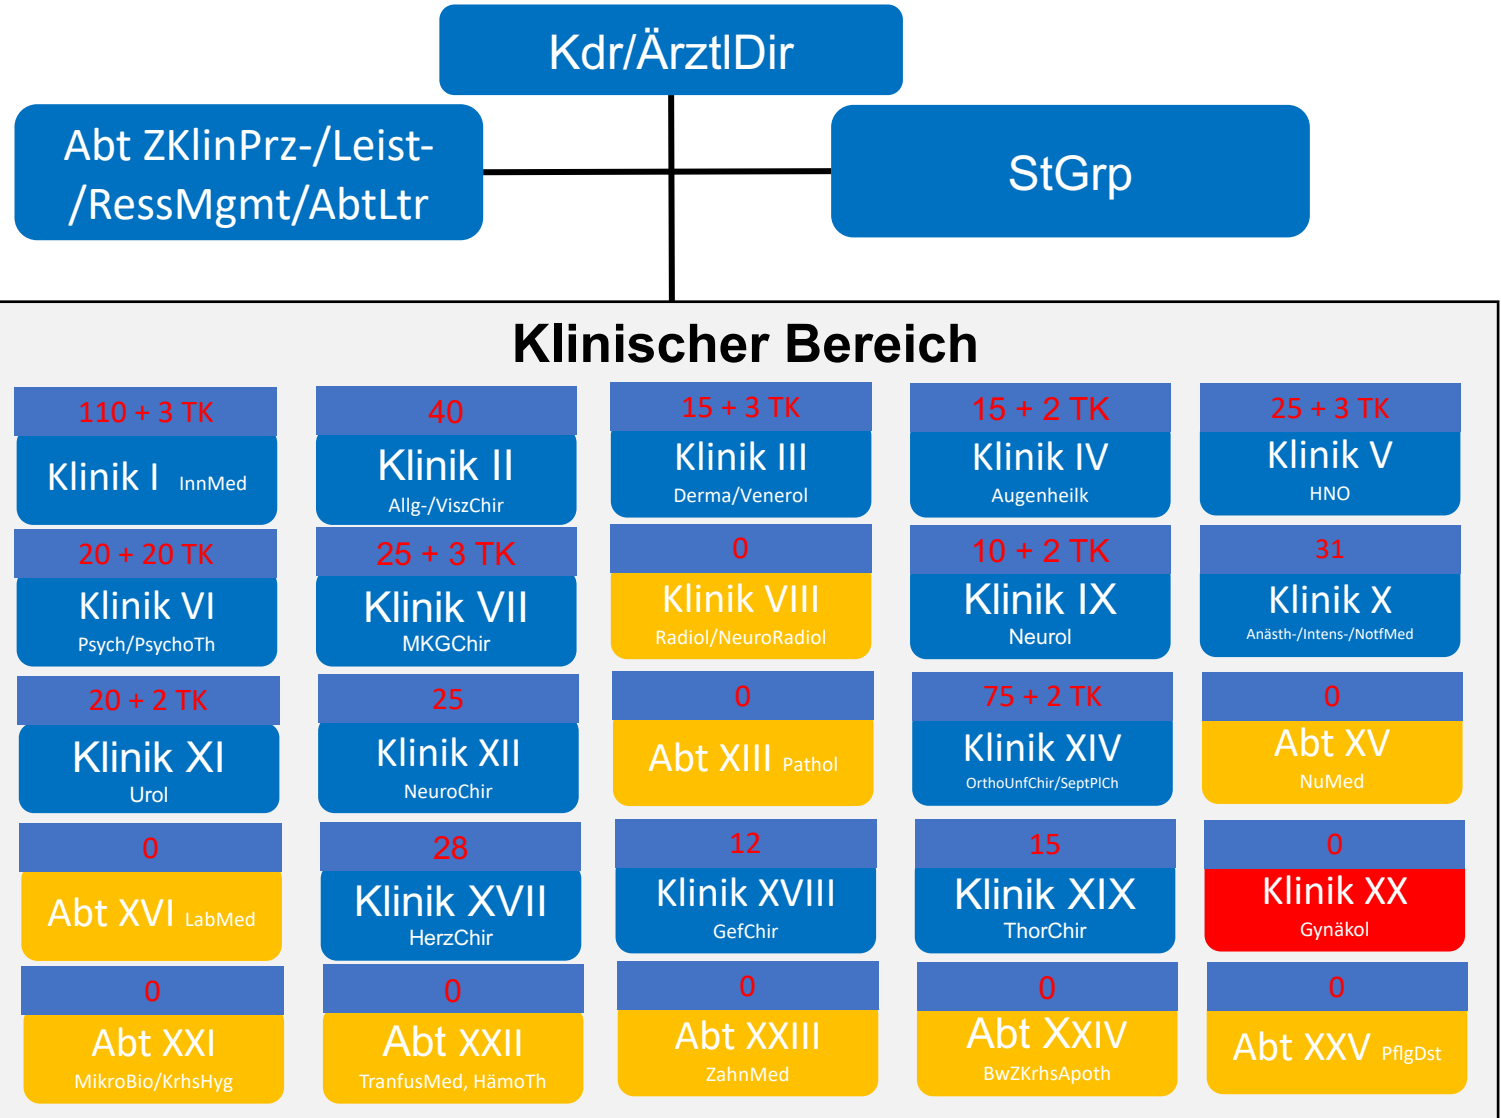 Kdr/ÄrztlDir
Abt ZKlinPrz-/Leist-
/RessMgmt/AbtLtr
StGrp
Klinischer Bereich
110 + 3 TK
Klinik I InnMed
40
Klinik II
Allg-/ViszChir
15 + 3 TK
Klinik III
Derma/Venerol
15 + 2 TK
Klinik IV
Augenheilk
25 + 3 TK
Klinik V
HNO
20 + 20 TK
Klinik VI
Psych/PsychoTh
25 + 3 TK
Klinik VII
MKGChir
0
Klinik VIII
Radiol/NeuroRadiol
10 + 2 TK
Klinik IX
Neurol
31
Klinik X
Anästh-/Intens-/NotfMed
20 + 2 TK
Klinik XI
Urol
25
Klinik XII
NeuroChir
0
Abt XIII Pathol
75 + 2 TK
Klinik XIV
OrthoUnfChir/SeptPlCh
0
Abt XV
NuMed
0
Abt XVI LabMed
28
Klinik XVII
HerzChir
12
Klinik XVIII
GefChir
15
Klinik XIX
ThorChir
0
Klinik XX
Gynäkol
0
Abt XXI
MikroBio/KrhsHyg
0
Abt XXII
TranfusMed, HämoTh
0
Abt XXIII
ZahnMed
0
Abt XXIV
BwZKrhsApoth
0
Abt XXV PflgDst